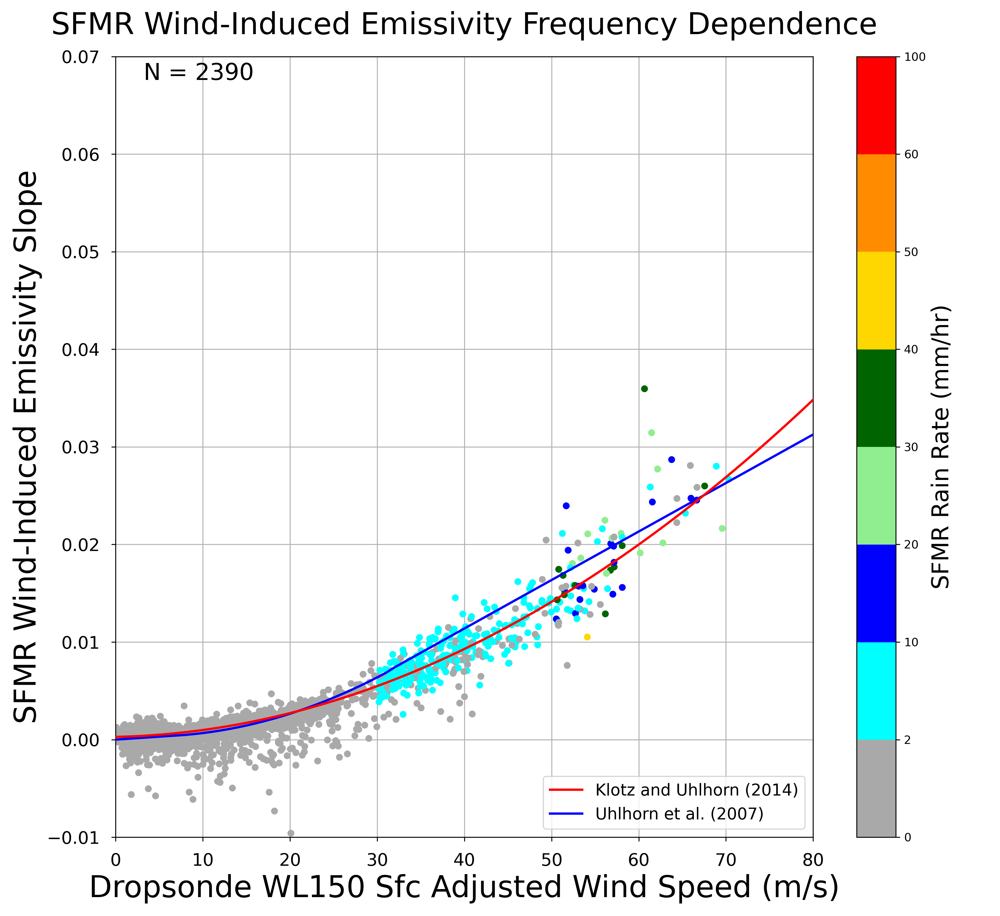 SFMR Wind-Induced Emissivity Frequency Dependence
N = 2390
SFMR Wind-Induced Emissivity Slope
0.07
0.06
0.05
0.04
0.03
0.02
0.01
0.00
−0.01
0 10 20 30 40 50 60 70 80
Dropsonde WL150 Sfc Adjusted Wind Speed (m/s)
Klotz and Uhlhorn (2014)
Uhlhorn et al. (2007)
100
60
50
40
30
20
10
2
0
SFMR Rain Rate (mm/hr)